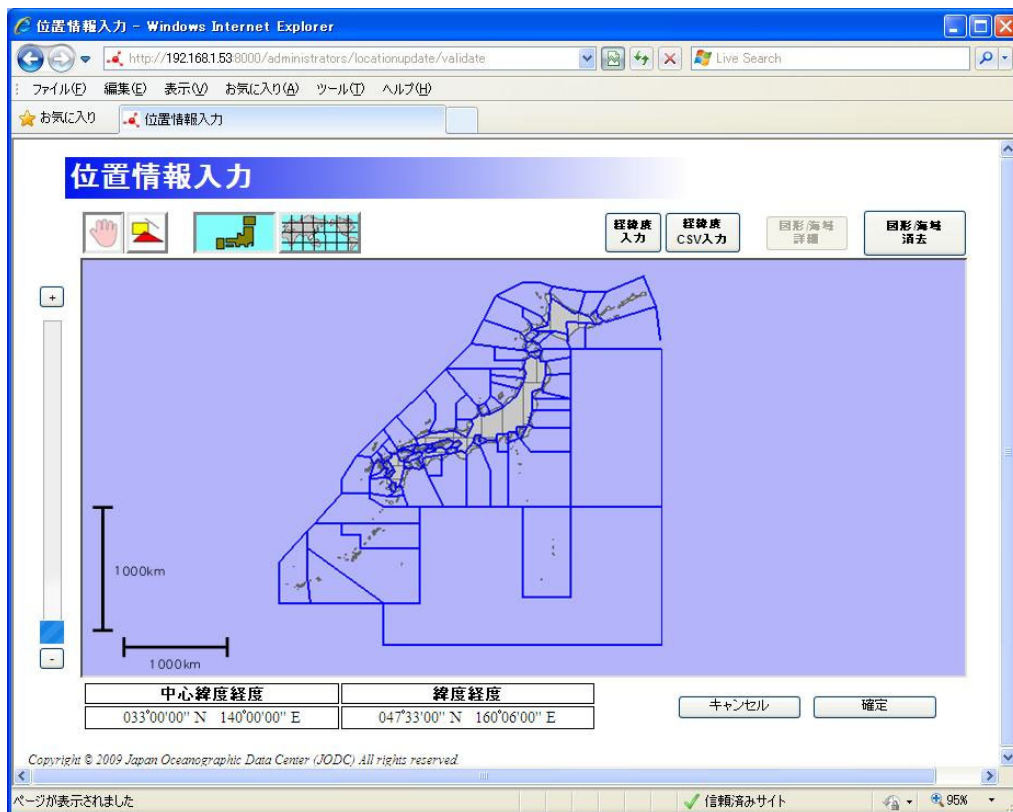 位置情報入力 - Windows Internet Explorer
http://192.168.1.53:8000/administrators/locationupdate/validate
Live Search
ファイル(F) 編集(E) 表示(V) お気に入り(A) ツール(T) ヘルプ(H)
お気に入り 位置情報入力
位置情報入力
経緯度
入力
経緯度
CSV入力
図形/海域
詳細
図形/海域
消去
+
1000km
1000km
-
中心緯度経度 緯度経度
033°00'00" N 140°00'00" E 047°33'00" N 160°06'00" E
キャンセル 確定
Copyright © 2009 Japan Oceanographic Data Center (JODC) All rights reserved.
ページが表示されました 信頼済みサイト 95%